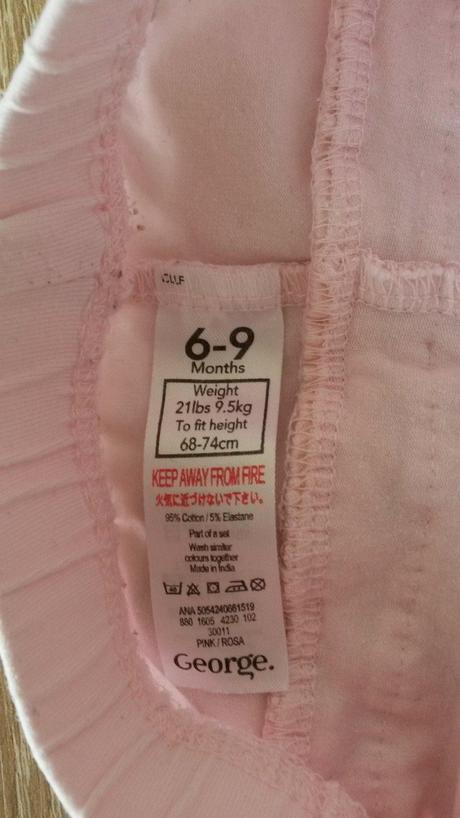 6-9
Months
Weight
21lbs 9.5kg
To fit height
68-74cm
KEEP AWAY FROM FIRE
火気に近づけないで下さい。
95% Cotton / 5% Elastane
Part of a set
Wash similar
colours together
Made in India
ANA 5054240661519
880 1605 4230 102
30011
PINK / ROSA
George.